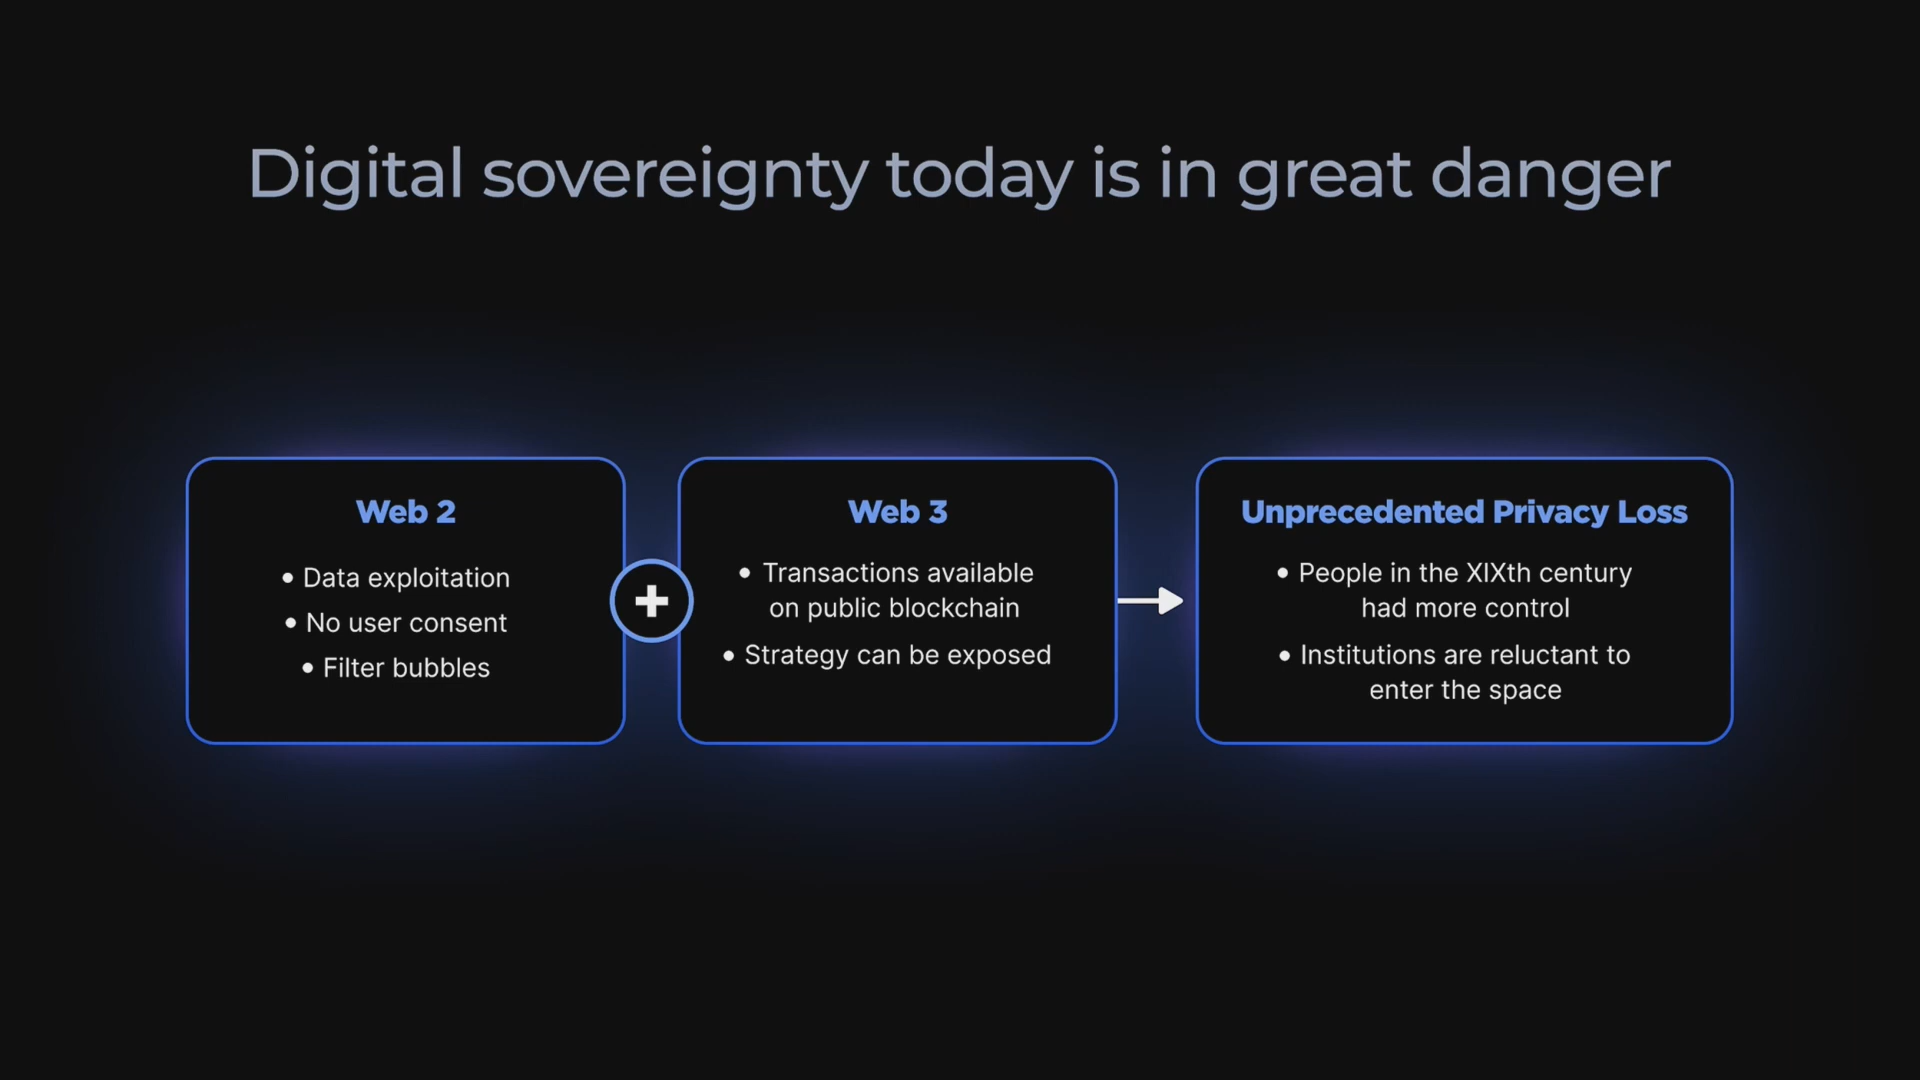 Digital sovereignty today is in great danger
Web 2
• Data exploitation
• No user consent
• Filter bubbles
+
Web 3
• Transactions available
on public blockchain
• Strategy can be exposed
Unprecedented Privacy Loss
• People in the XIXth century
had more control
• Institutions are reluctant to
enter the space